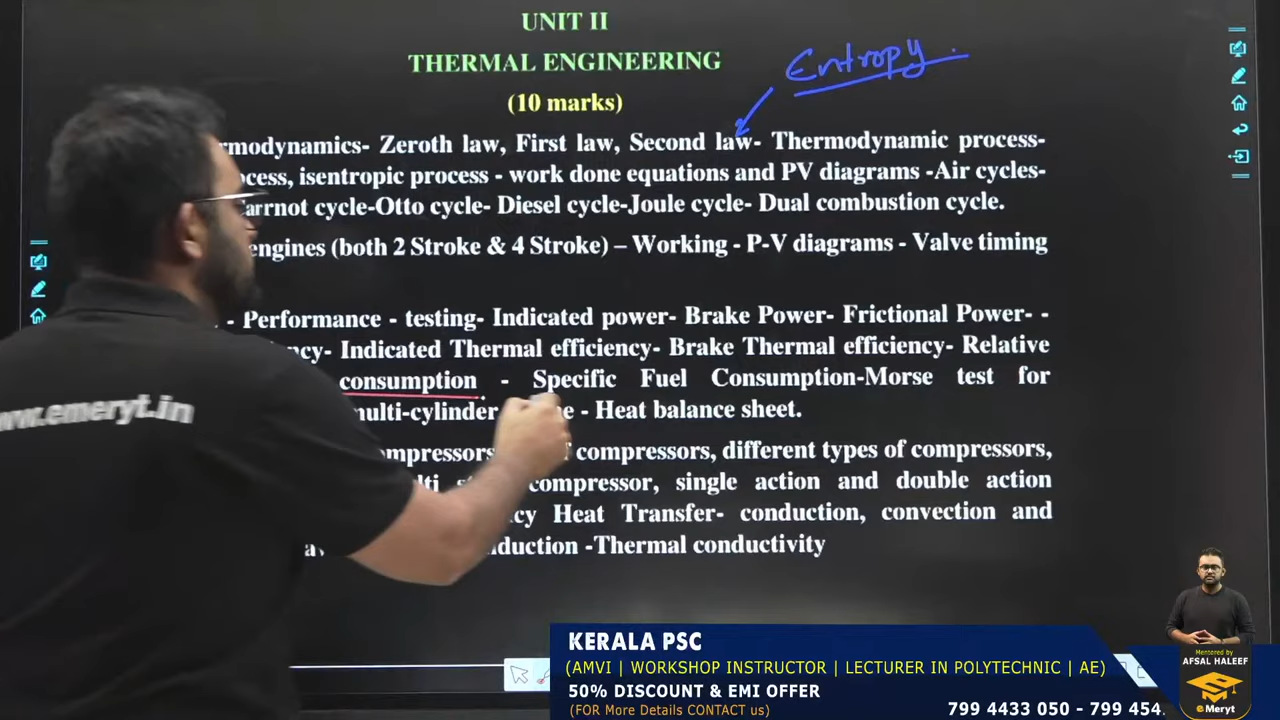 UNIT II
THERMAL ENGINEERING
Entropy.
(10 marks)
rmodynamics- Zeroth law, First law, Second law- Thermodynamic process-
ocess, isentropic process - work done equations and PV diagrams -Air cycles-
arrnot cycle-Otto cycle- Diesel cycle-Joule cycle- Dual combustion cycle.
engines (both 2 Stroke & 4 Stroke) – Working - P-V diagrams - Valve timing
- Performance - testing- Indicated power- Brake Power- Frictional Power- -
ncy- Indicated Thermal efficiency- Brake Thermal efficiency- Relative
consumption - Specific Fuel Consumption-Morse test for
multi-cylinder - Heat balance sheet.
ompressors compressors, different types of compressors,
compressor, single action and double action
cy Heat Transfer- conduction, convection and
duction -Thermal conductivity
www.emeryt.in
KERALA PSC
(AMVI | WORKSHOP INSTRUCTOR | LECTURER IN POLYTECHNIC | AE)
50% DISCOUNT & EMI OFFER
(FOR More Details CONTACT us)
799 4433 050 - 799 454
Mentored by
AFSAL HALEEF
eMeryt